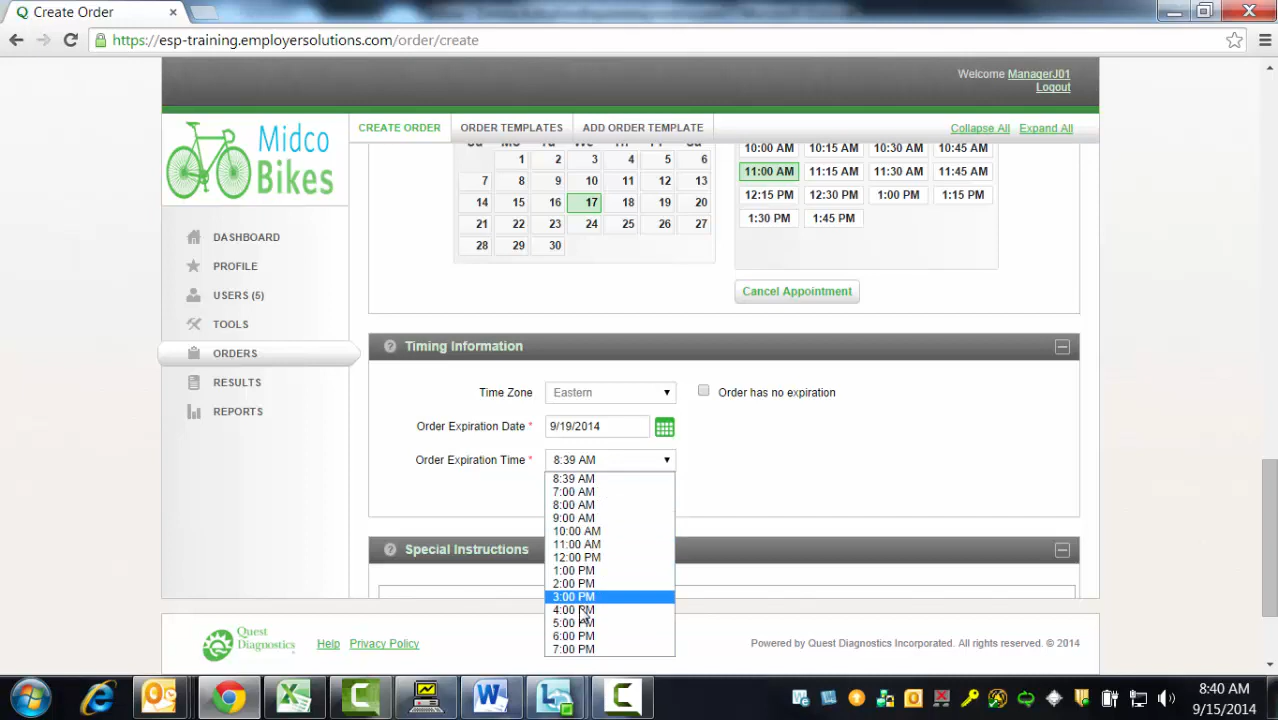 Create Order
https://esp-training.employersolutions.com/order/create
Welcome ManagerJ01
Logout
Midco
Bikes
CREATE ORDER ORDER TEMPLATES ADD ORDER TEMPLATE Collapse All Expand All
Su Mo Tu We Th Fr Sa
1 2 3 4 5 6
7 8 9 10 11 12 13
14 15 16 17 18 19 20
21 22 23 24 25 26 27
28 29 30
10:00 AM 10:15 AM 10:30 AM 10:45 AM
11:00 AM 11:15 AM 11:30 AM 11:45 AM
12:15 PM 12:30 PM 1:00 PM 1:15 PM
1:30 PM 1:45 PM
Cancel Appointment
DASHBOARD
PROFILE
USERS (5)
TOOLS
ORDERS
RESULTS
REPORTS
? Timing Information
Time Zone Eastern Order has no expiration
Order Expiration Date * 9/19/2014
Order Expiration Time * 8:39 AM
8:39 AM
7:00 AM
8:00 AM
9:00 AM
10:00 AM
11:00 AM
12:00 PM
1:00 PM
2:00 PM
3:00 PM
4:00 PM
5:00 PM
6:00 PM
7:00 PM
? Special Instructions
Quest
Diagnostics
Help Privacy Policy
Powered by Quest Diagnostics Incorporated. © 2014
8:40 AM
9/15/2014